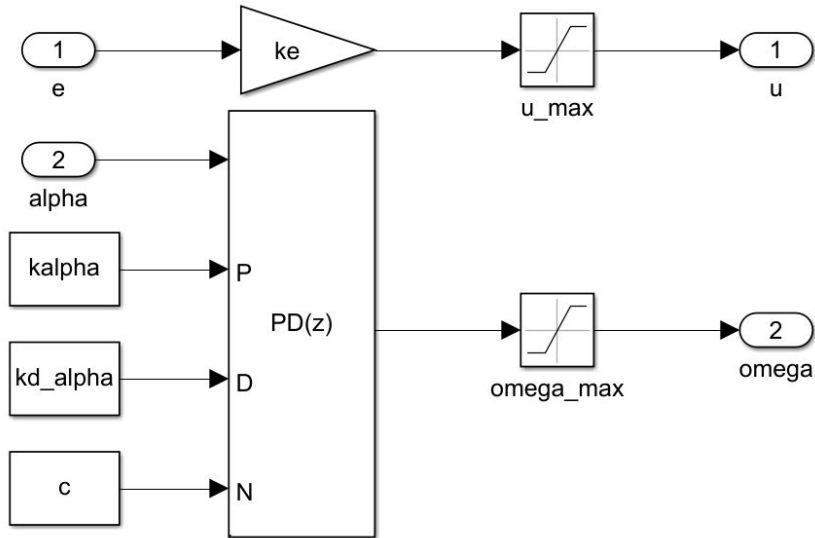 1
ke
1
e
u_max
u
2
alpha
kalpha
P
PD(z)
2
kd_alpha
D
omega_max
omega
c
N